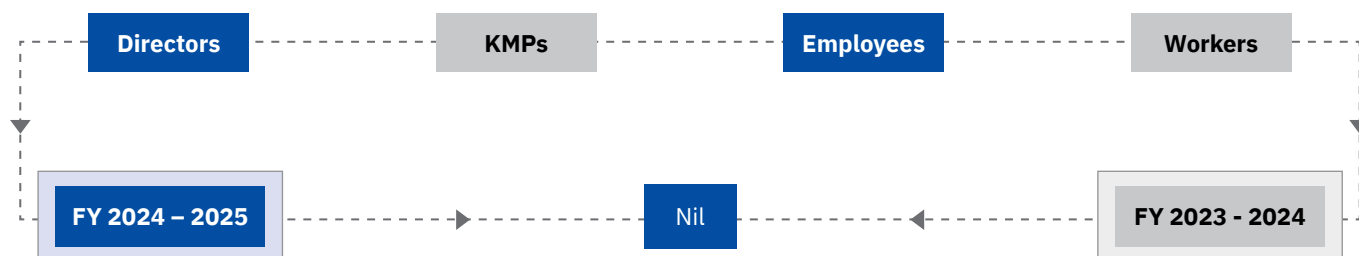 Directors
KMPs
Employees
Workers
FY 2024 – 2025
Nil
FY 2023 - 2024